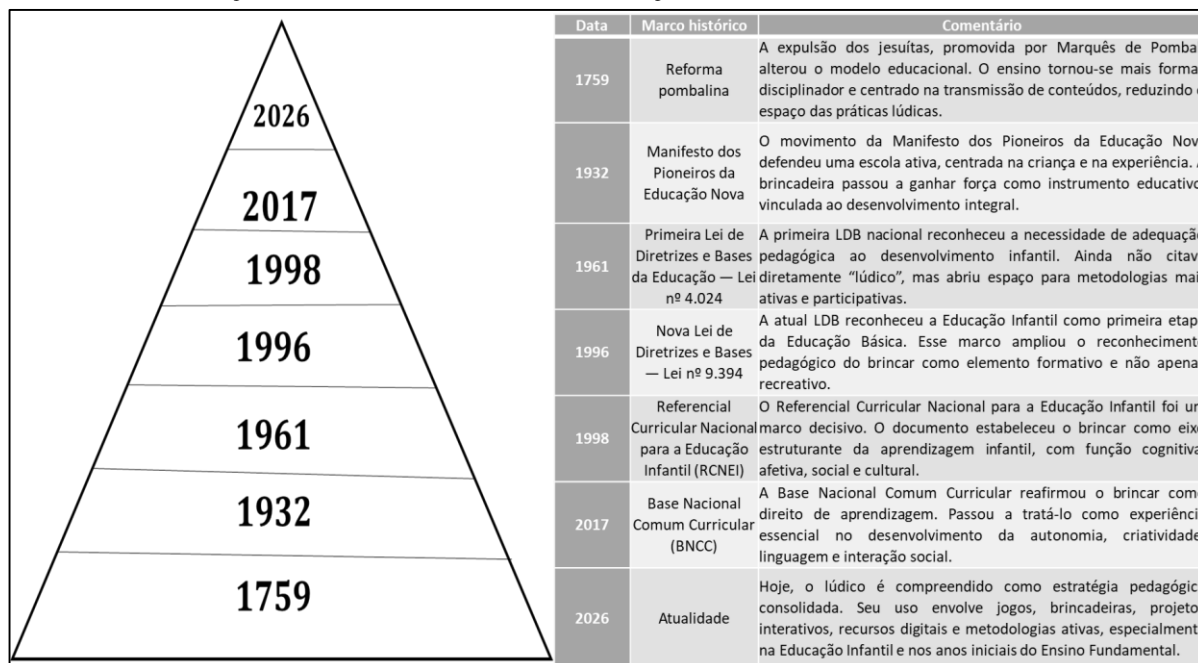 2026
2017
1998
1996
1961
1932
1759
Data Marco histórico Comentário
1759
Reforma
pombalina
A expulsão dos jesuítas, promovida por Marquês de Pomba
alterou o modelo educacional. O ensino tornou-se mais forma
disciplinador e centrado na transmissão de conteúdos, reduzindo
espaço das práticas lúdicas.
1932
Manifesto dos
Pioneiros da
Educação Nova
O movimento da Manifesto dos Pioneiros da Educação Nov
defendeu uma escola ativa, centrada na criança e na experiência.
brincadeira passou a ganhar força como instrumento educativo
vinculada ao desenvolvimento integral.
1961
Primeira Lei de
Diretrizes e Bases
da Educação — Lei
nº 4.024
A primeira LDB nacional reconheceu a necessidade de adequaçã
pedagógica ao desenvolvimento infantil. Ainda não citav
diretamente “lúdico”, mas abriu espaço para metodologias mai
ativas e participativas.
1996
Nova Lei de
Diretrizes e Bases
— Lei nº 9.394
A atual LDB reconheceu a Educação Infantil como primeira etap
da Educação Básica. Esse marco ampliou o reconheciment
pedagógico do brincar como elemento formativo e não apena
recreativo.
1998
Referencial
Curricular Nacional
para a Educação
Infantil (RCNEI)
O Referencial Curricular Nacional para a Educação Infantil foi u
marco decisivo. O documento estabeleceu o brincar como eix
estruturante da aprendizagem infantil, com função cognitiva
afetiva, social e cultural.
2017
Base Nacional
Comum Curricular
(BNCC)
A Base Nacional Comum Curricular reafirmou o brincar com
direito de aprendizagem. Passou a tratá-lo como experiênci
essencial no desenvolvimento da autonomia, criatividade
linguagem e interação social.
2026
Atualidade
Hoje, o lúdico é compreendido como estratégia pedagógic
consolidada. Seu uso envolve jogos, brincadeiras, projeto
interativos, recursos digitais e metodologias ativas, especialment
na Educação Infantil e nos anos iniciais do Ensino Fundamental.